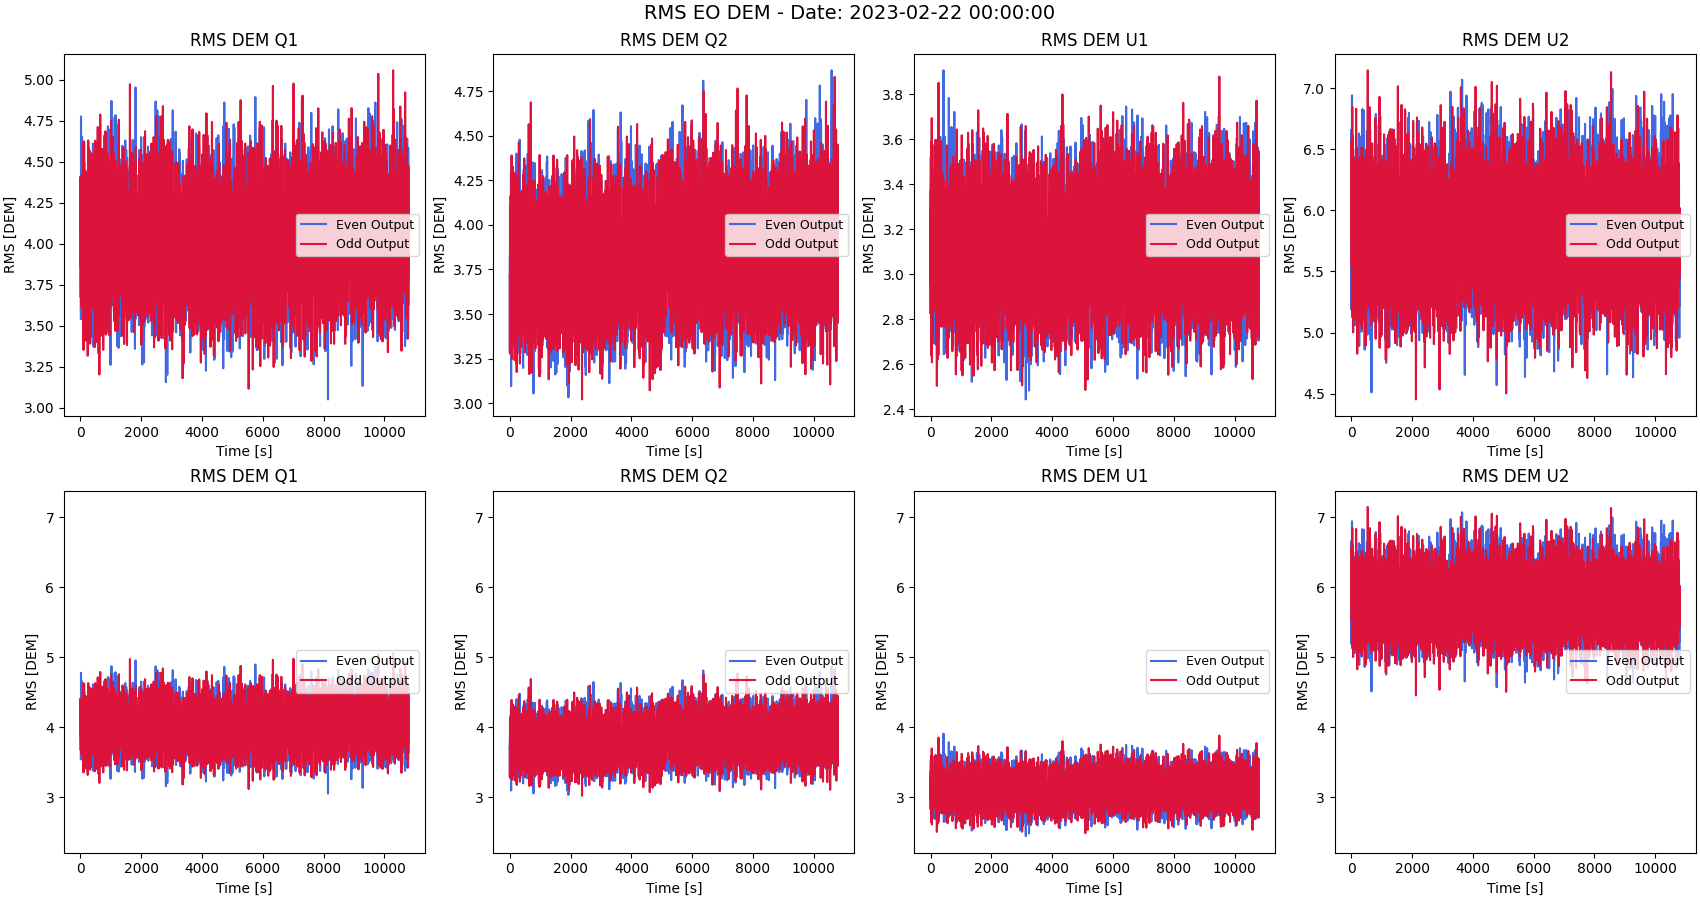 RMS EO DEM - Date: 2023-02-22 00:00:00
RMS DEM Q1
RMS [DEM]
5.00
4.75
4.50
4.25
4.00
3.75
3.50
3.25
3.00
Even Output
Odd Output
0 2000 4000 6000 8000 10000
Time [s]
RMS DEM Q2
RMS [DEM]
4.75
4.50
4.25
4.00
3.75
3.50
3.25
3.00
Even Output
Odd Output
0 2000 4000 6000 8000 10000
Time [s]
RMS DEM U1
RMS [DEM]
3.8
3.6
3.4
3.2
3.0
2.8
2.6
2.4
Even Output
Odd Output
0 2000 4000 6000 8000 10000
Time [s]
RMS DEM U2
RMS [DEM]
7.0
6.5
6.0
5.5
5.0
4.5
Even Output
Odd Output
0 2000 4000 6000 8000 10000
Time [s]
RMS DEM Q1
RMS [DEM]
7
6
5
4
3
Even Output
Odd Output
0 2000 4000 6000 8000 10000
Time [s]
RMS DEM Q2
RMS [DEM]
7
6
5
4
3
Even Output
Odd Output
0 2000 4000 6000 8000 10000
Time [s]
RMS DEM U1
RMS [DEM]
7
6
5
4
3
Even Output
Odd Output
0 2000 4000 6000 8000 10000
Time [s]
RMS DEM U2
RMS [DEM]
7
6
5
4
3
Even Output
Odd Output
0 2000 4000 6000 8000 10000
Time [s]